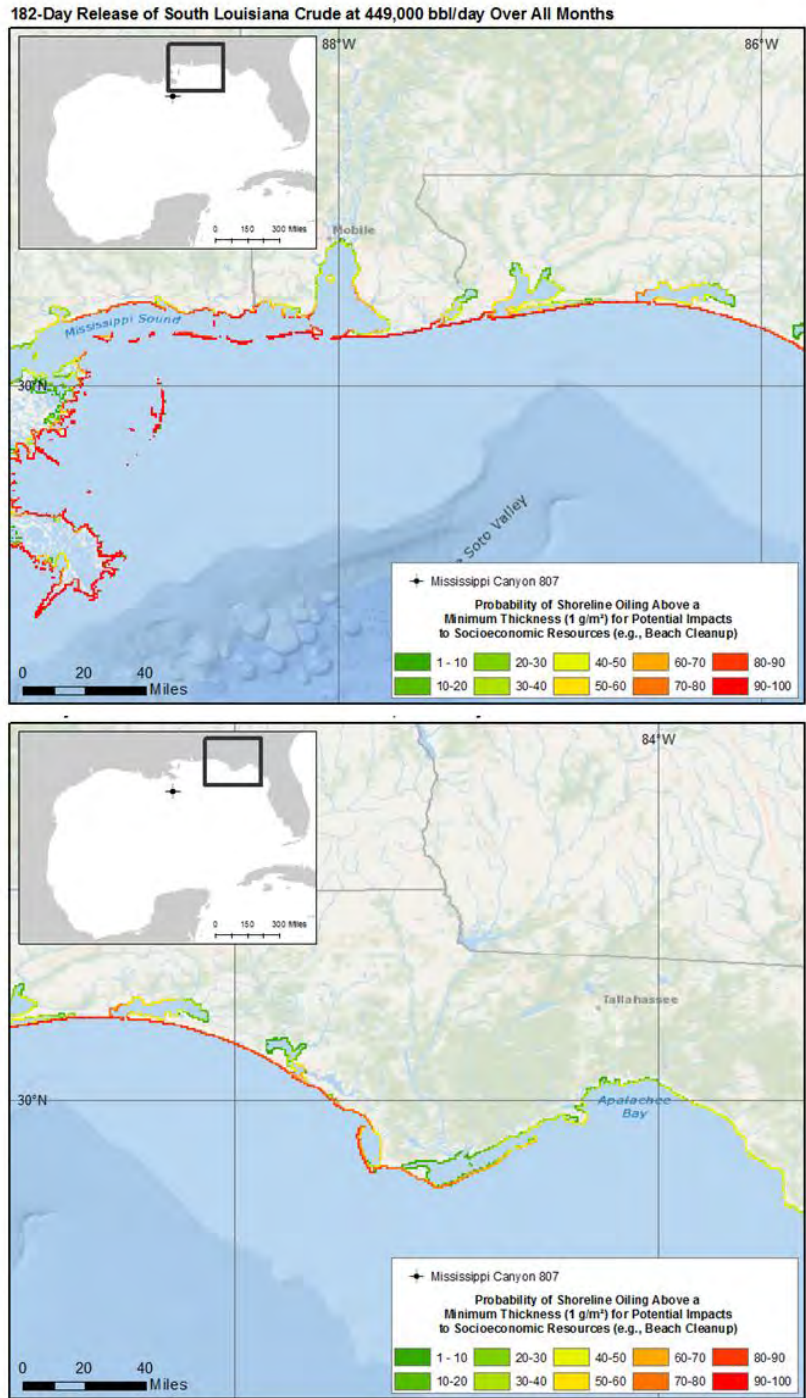 182-Day Release of South Louisiana Crude at 449,000 bbl/day Over All Months
88°W
86°W
0 150 300 Miles
Mobile
Mississippi Sound
30°N
Soto Valley
Mississippi Canyon 807
Probability of Shoreline Oiling Above a
Minimum Thickness (1 g/m²) for Potential Impacts
to Socioeconomic Resources (e.g., Beach Cleanup)
1 - 10 20-30 40-50 60-70 80-90
10-20 30-40 50-60 70-80 90-100
0 20 40
Miles
84°W
0 150 300 Miles
Tallahassee
30°N
Apalachee
Bay
Mississippi Canyon 807
Probability of Shoreline Oiling Above a
Minimum Thickness (1 g/m²) for Potential Impacts
to Socioeconomic Resources (e.g., Beach Cleanup)
1 - 10 20-30 40-50 60-70 80-90
10-20 30-40 50-60 70-80 90-100
0 20 40
Miles